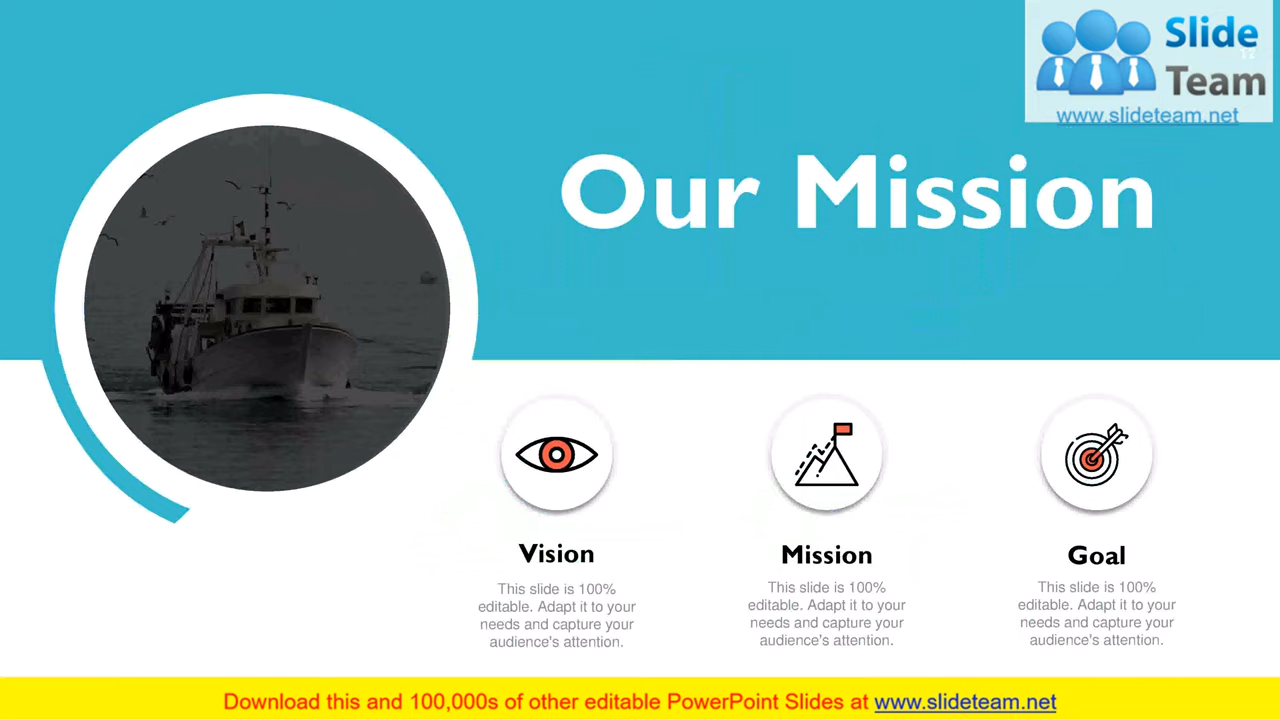 Slide
Team
www.slideteam.net
Our Mission
Vision
This slide is 100%
editable. Adapt it to your
needs and capture your
audience's attention.
Mission
This slide is 100%
editable. Adapt it to your
needs and capture your
audience's attention.
Goal
This slide is 100%
editable. Adapt it to your
needs and capture your
audience's attention.
Download this and 100,000s of other editable PowerPoint Slides at www.slideteam.net